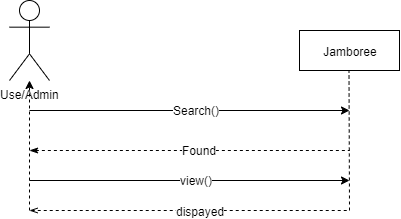 Jamboree
Use/Admin
Search()
Found
view()
dispayed